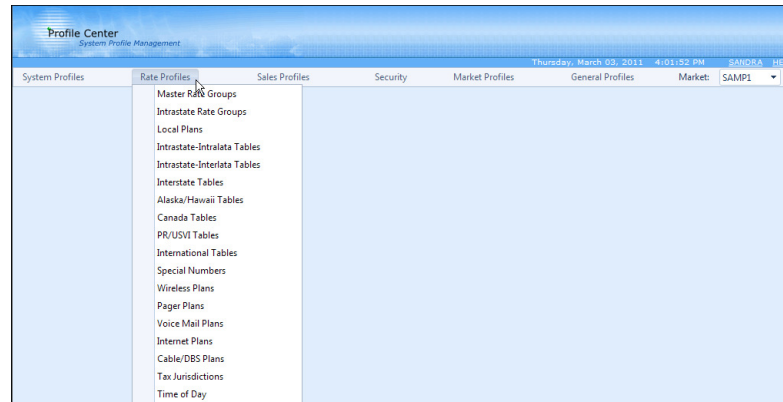 Profile Center
System Profile Management
Thursday, March 03, 2011 4:01:52 PM SANDRA HE
System Profiles Rate Profiles Sales Profiles Security Market Profiles General Profiles Market: SAMP1
Master Rate Groups
Intrastate Rate Groups
Local Plans
Intrastate-Intralata Tables
Intrastate-Interlata Tables
Interstate Tables
Alaska/Hawaii Tables
Canada Tables
PR/USVI Tables
International Tables
Special Numbers
Wireless Plans
Pager Plans
Voice Mail Plans
Internet Plans
Cable/DBS Plans
Tax Jurisdictions
Time of Day